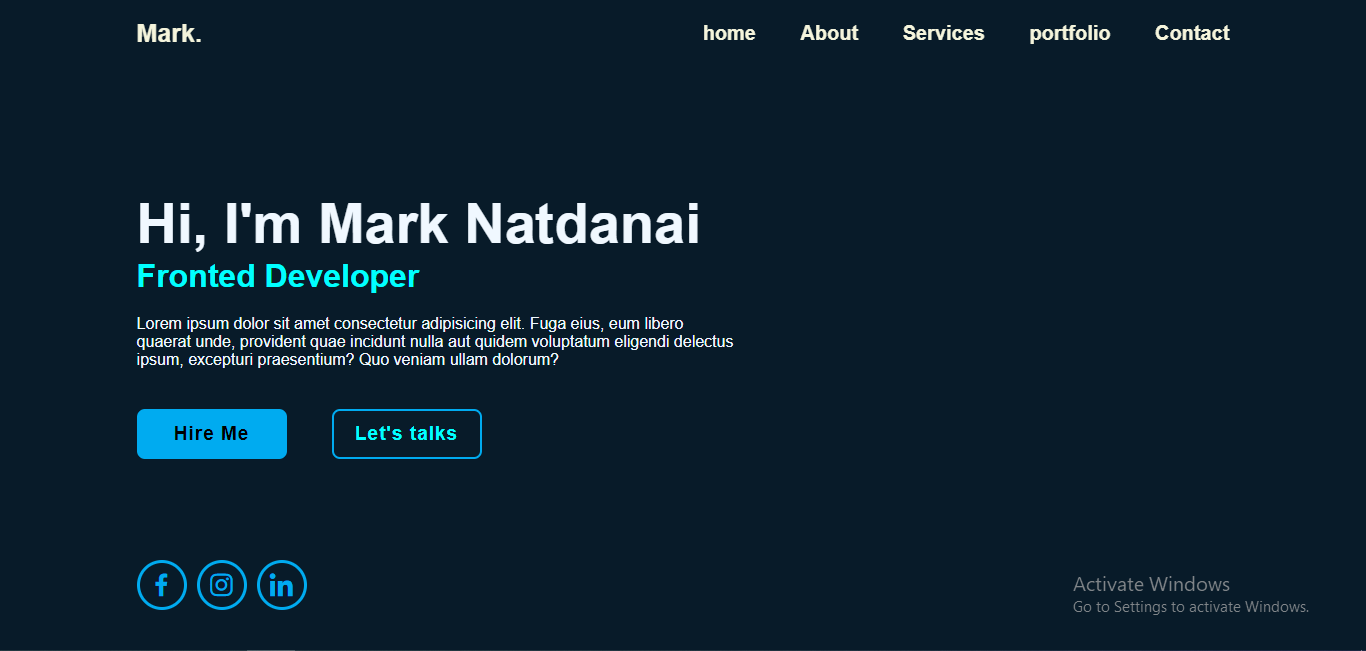 Mark.
home About Services portfolio Contact
Hi, I'm Mark Natdanai
Fronted Developer
Lorem ipsum dolor sit amet consectetur adipisicing elit. Fuga eius, eum libero
quaerat unde, provident quae incidunt nulla aut quidem voluptatum eligendi delectus
ipsum, excepturi praesentium? Quo veniam ullam dolorum?
Hire Me
Let's talks
Activate Windows
Go to Settings to activate Windows.